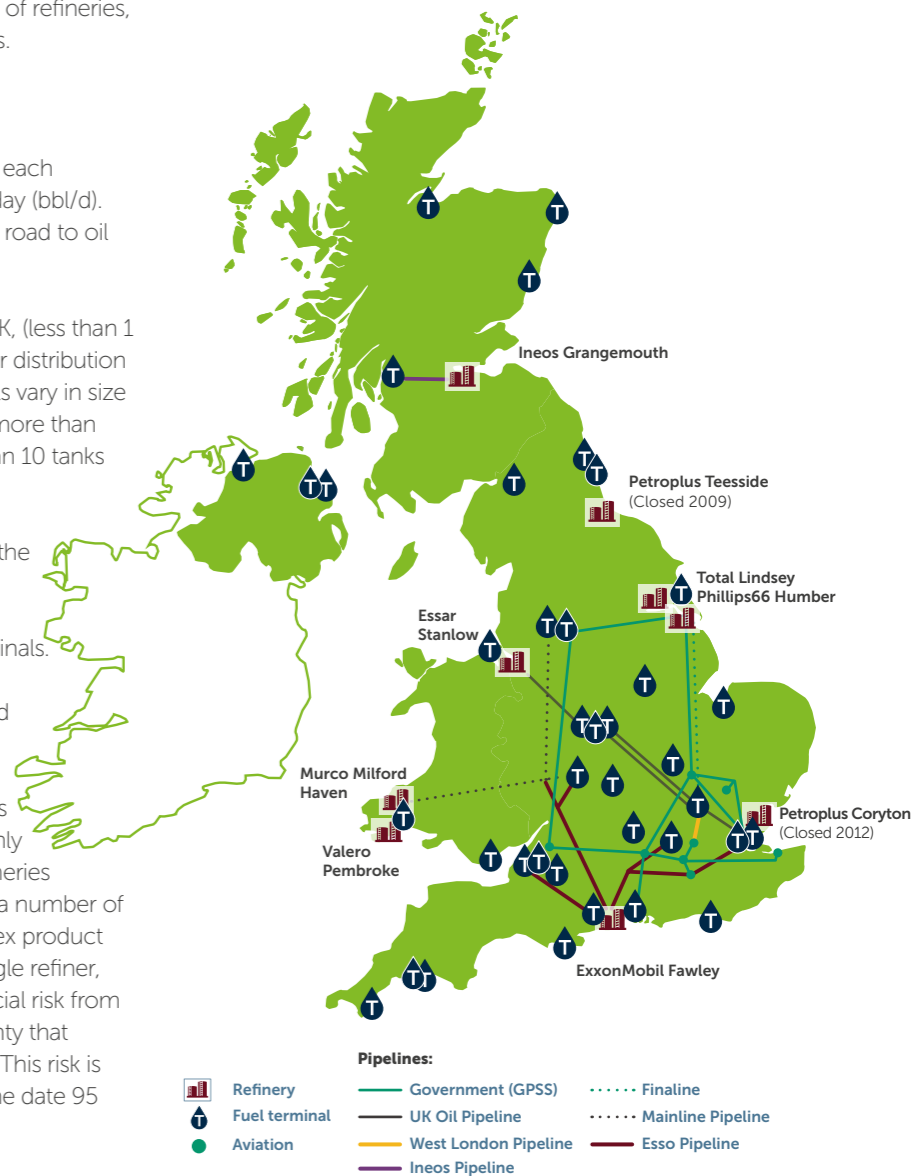 of refineries,
s.
each
day (bbl/d).
road to oil
K, (less than 1
r distribution
s vary in size
more than
an 10 tanks
the
inals.
d
s
nly
neries
a number of
ex product
gle refiner,
cial risk from
nty that
This risk is
ne date 95
T
T
T
Ineos Grangemouth
T
T
T
T
T
T
T
T
Petroplus Teesside
(Closed 2009)
Total Lindsey
Phillips66 Humber
T
Essar
Stanlow
T
T
T
T
T
T
T
T
Murco Milford
Haven
T
T
T
T
T
Petroplus Coryton
(Closed 2012)
T
T
T
T
T
Valero
Pembroke
T
T
T
T
T
T
T
T
ExxonMobil Fawley
T
T
T
Pipelines:
Refinery
Government (GPSS)
Finaline
T
Fuel terminal
UK Oil Pipeline
Mainline Pipeline
Aviation
West London Pipeline
Esso Pipeline
Ineos Pipeline